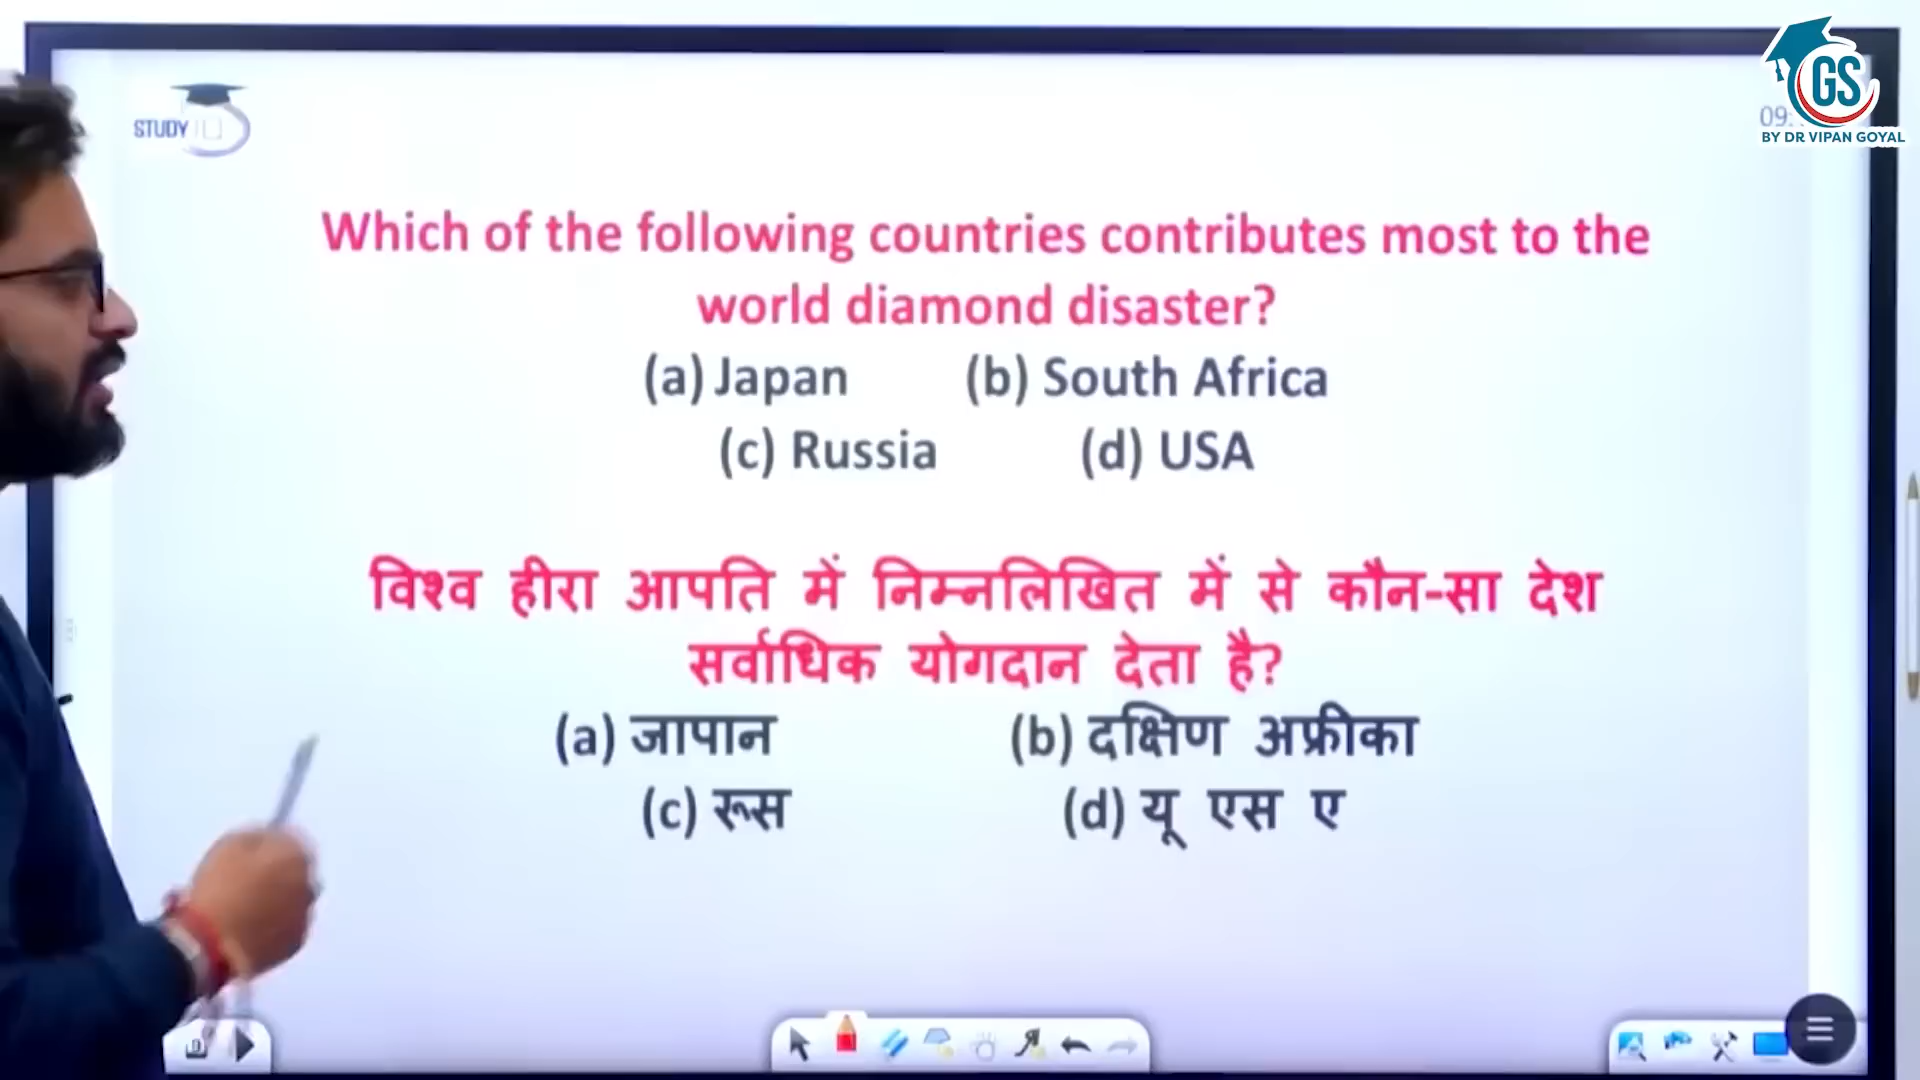 STUDY
GS
BY DR VIPAN GOYAL
09:
Which of the following countries contributes most to the
world diamond disaster?
(a) Japan (b) South Africa
(c) Russia (d) USA
विश्व हीरा आपति में निम्नलिखित में से कौन-सा देश
सर्वाधिक योगदान देता है?
(a) जापान (b) दक्षिण अफ्रीका
(c) रूस (d) यू एस ए